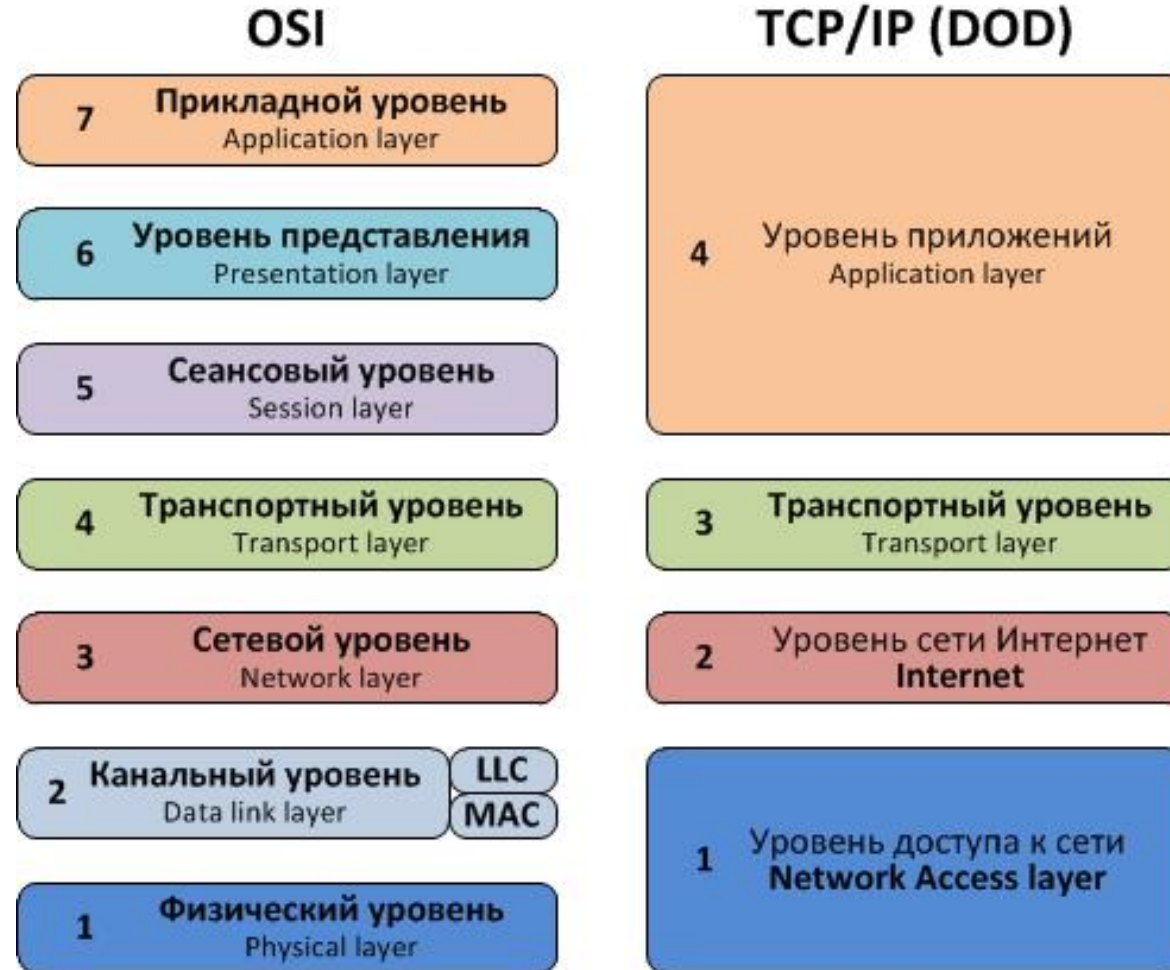 OSI
7 Прикладной уровень
Application layer
6 Уровень представления
Presentation layer
5 Сеансовый уровень
Session layer
4 Транспортный уровень
Transport layer
3 Сетевой уровень
Network layer
2 Канальный уровень
Data link layer
LLC
MAC
1 Физический уровень
Physical layer
TCP/IP (DOD)
4 Уровень приложений
Application layer
3 Транспортный уровень
Transport layer
2 Уровень сети Интернет
Internet
1 Уровень доступа к сети
Network Access layer